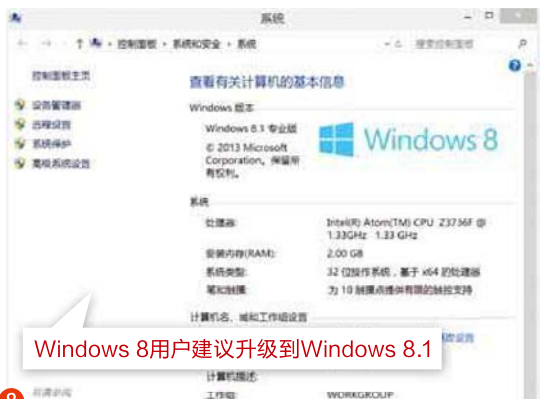 系统
控制面板 ▸ 系统和安全 ▸ 系统
搜索控制面板
控制面板主页
设备管理器
远程设置
系统保护
高级系统设置
查看有关计算机的基本信息
Windows 版本
Windows 8.1 专业版
© 2013 Microsoft
Corporation。保留所
有权利。
Windows 8
系统
处理器:
Intel(R) Atom(TM) CPU Z3736F @
1.33GHz 1.33 GHz
安装内存(RAM):
2.00 GB
系统类型:
32 位操作系统，基于 x64 的处理器
笔和触摸:
为 10 触摸点提供有限的触控支持
计算机名、域和工作组设置
Windows 8用户建议升级到Windows 8.1
计算机描述:
另请参阅
工作组:
WORKGROUP